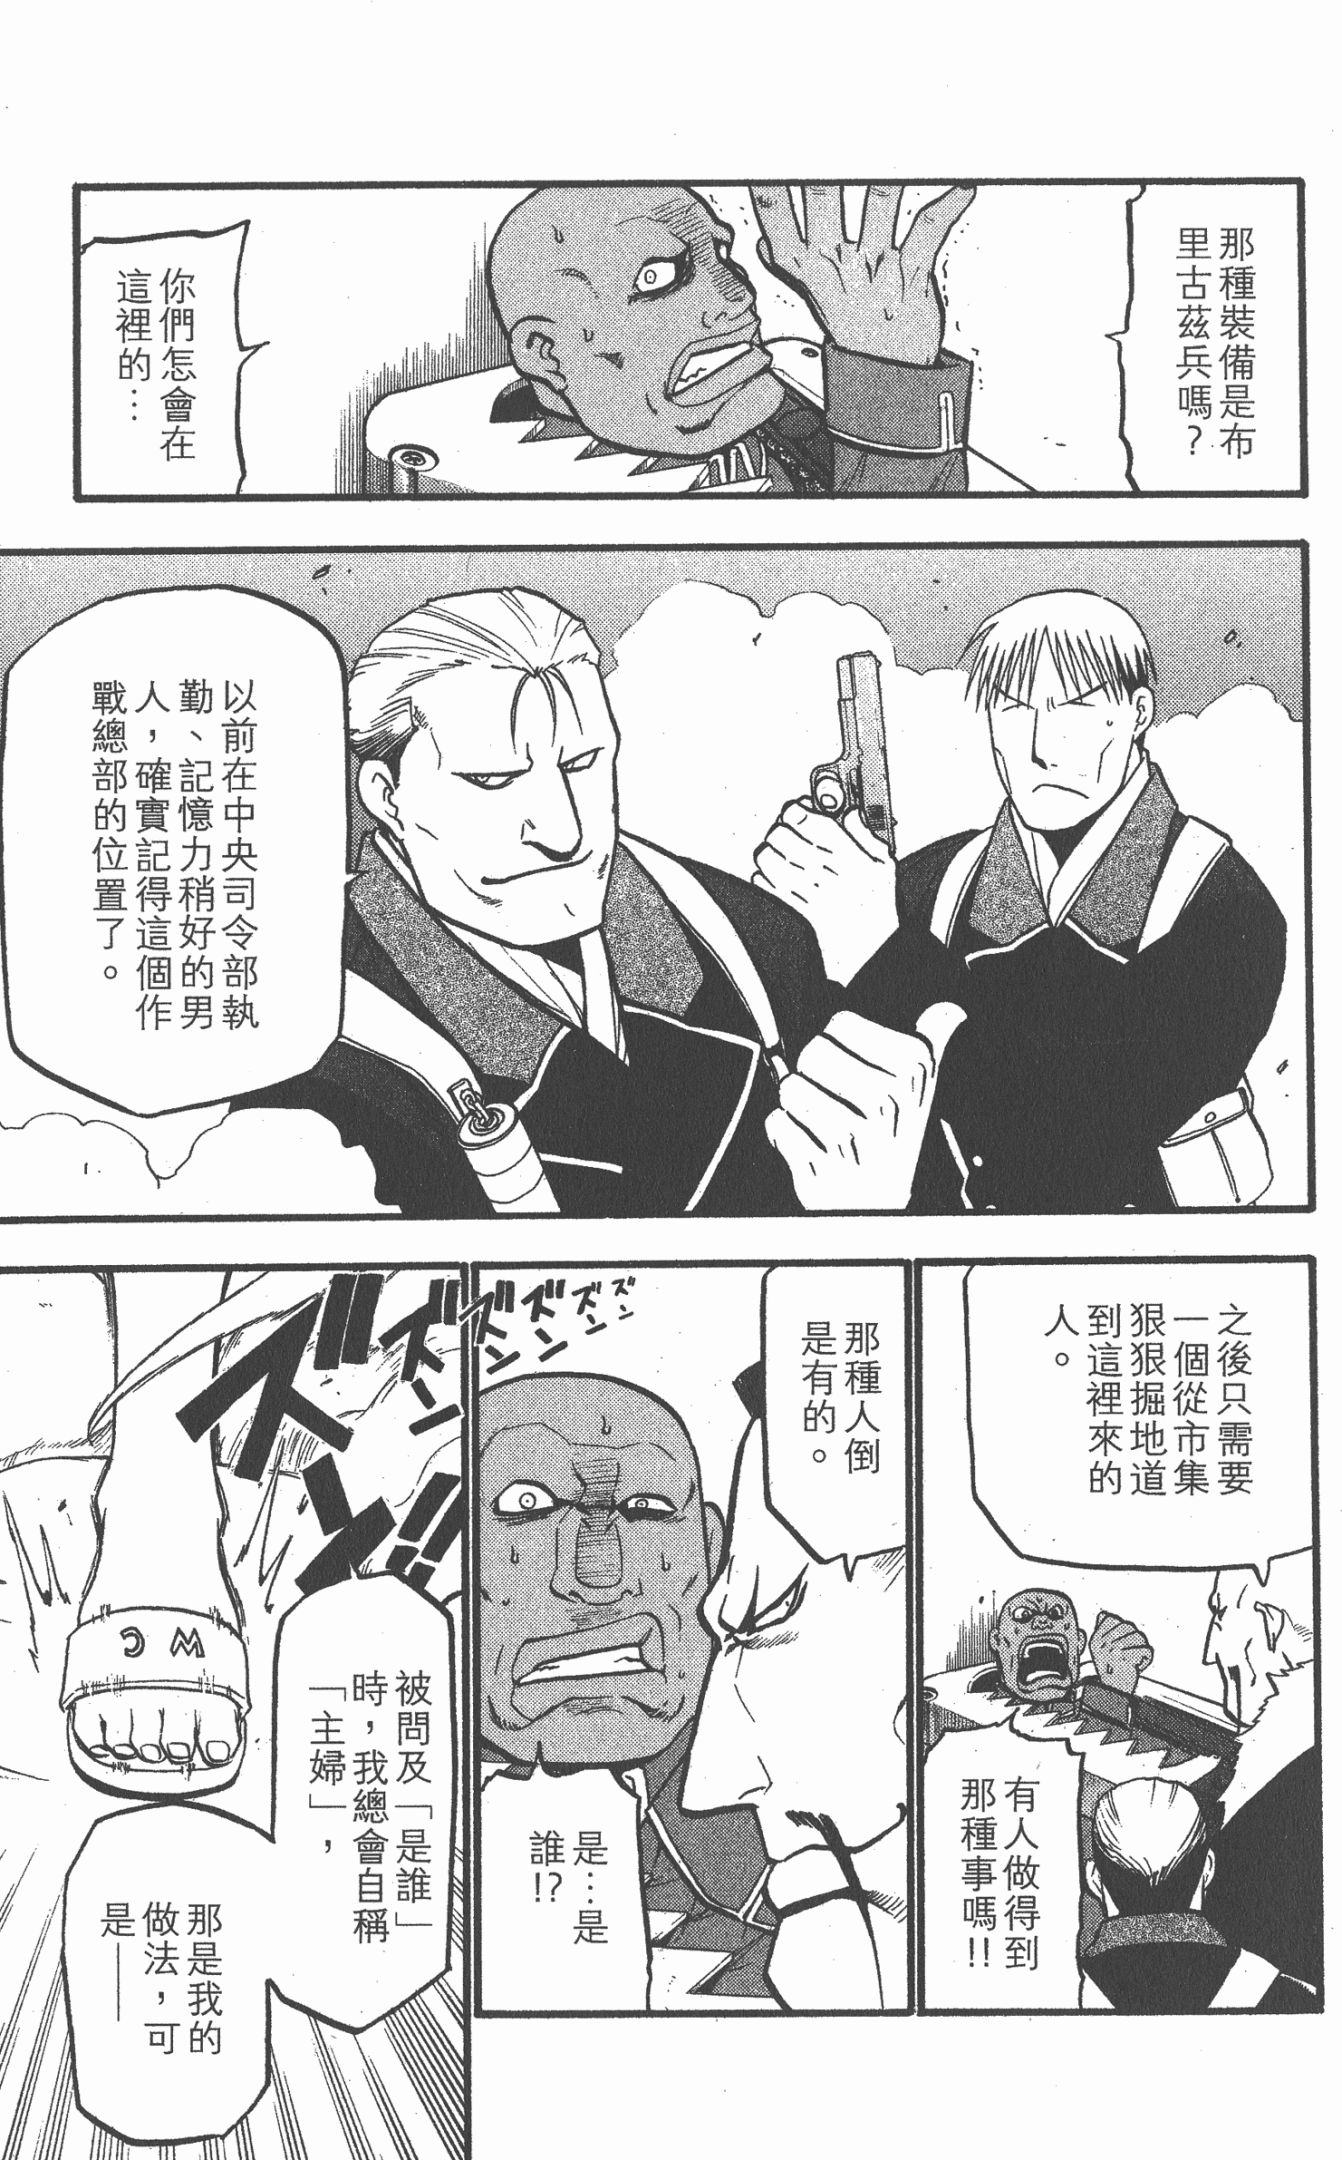 那種裝備是布
里古茲兵嗎?
你們怎會在
這裡的…
以前在中央司令部執
勤、記憶力稍好的男
人,確實記得這個作
戰總部的位置了。
之後只需要
一個從市集
狠狠掘地道
到這裡來的
人。
有人做得到
那種事嗎!!
那種人倒
是有的。
是…是
誰!?
ズン
ズン
ズン
ズン
ズン
ズン!!
被問及「是誰」
時,我總會自稱
「主婦」,
那是我的
做法,可
是——
WC